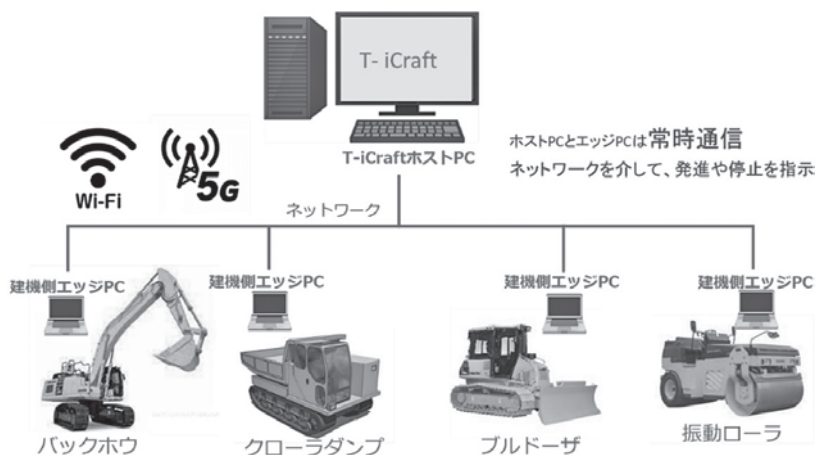 T- iCraft
T-iCraftホストPC
ホストPCとエッジPCは常時通信
ネットワークを介して、発進や停止を指示
Wi-Fi
5G
ネットワーク
建機側エッジPC
建機側エッジPC
建機側エッジPC
建機側エッジPC
バックホウ
クローラダンプ
ブルドーザ
振動ローラ